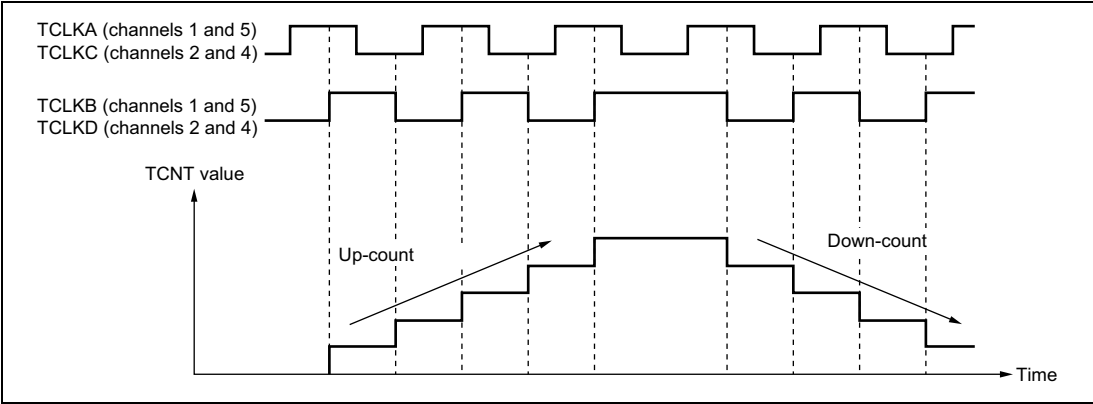 TCLKA (channels 1 and 5)
TCLKC (channels 2 and 4)
TCLKB (channels 1 and 5)
TCLKD (channels 2 and 4)
TCNT value
Up-count
Down-count
Time